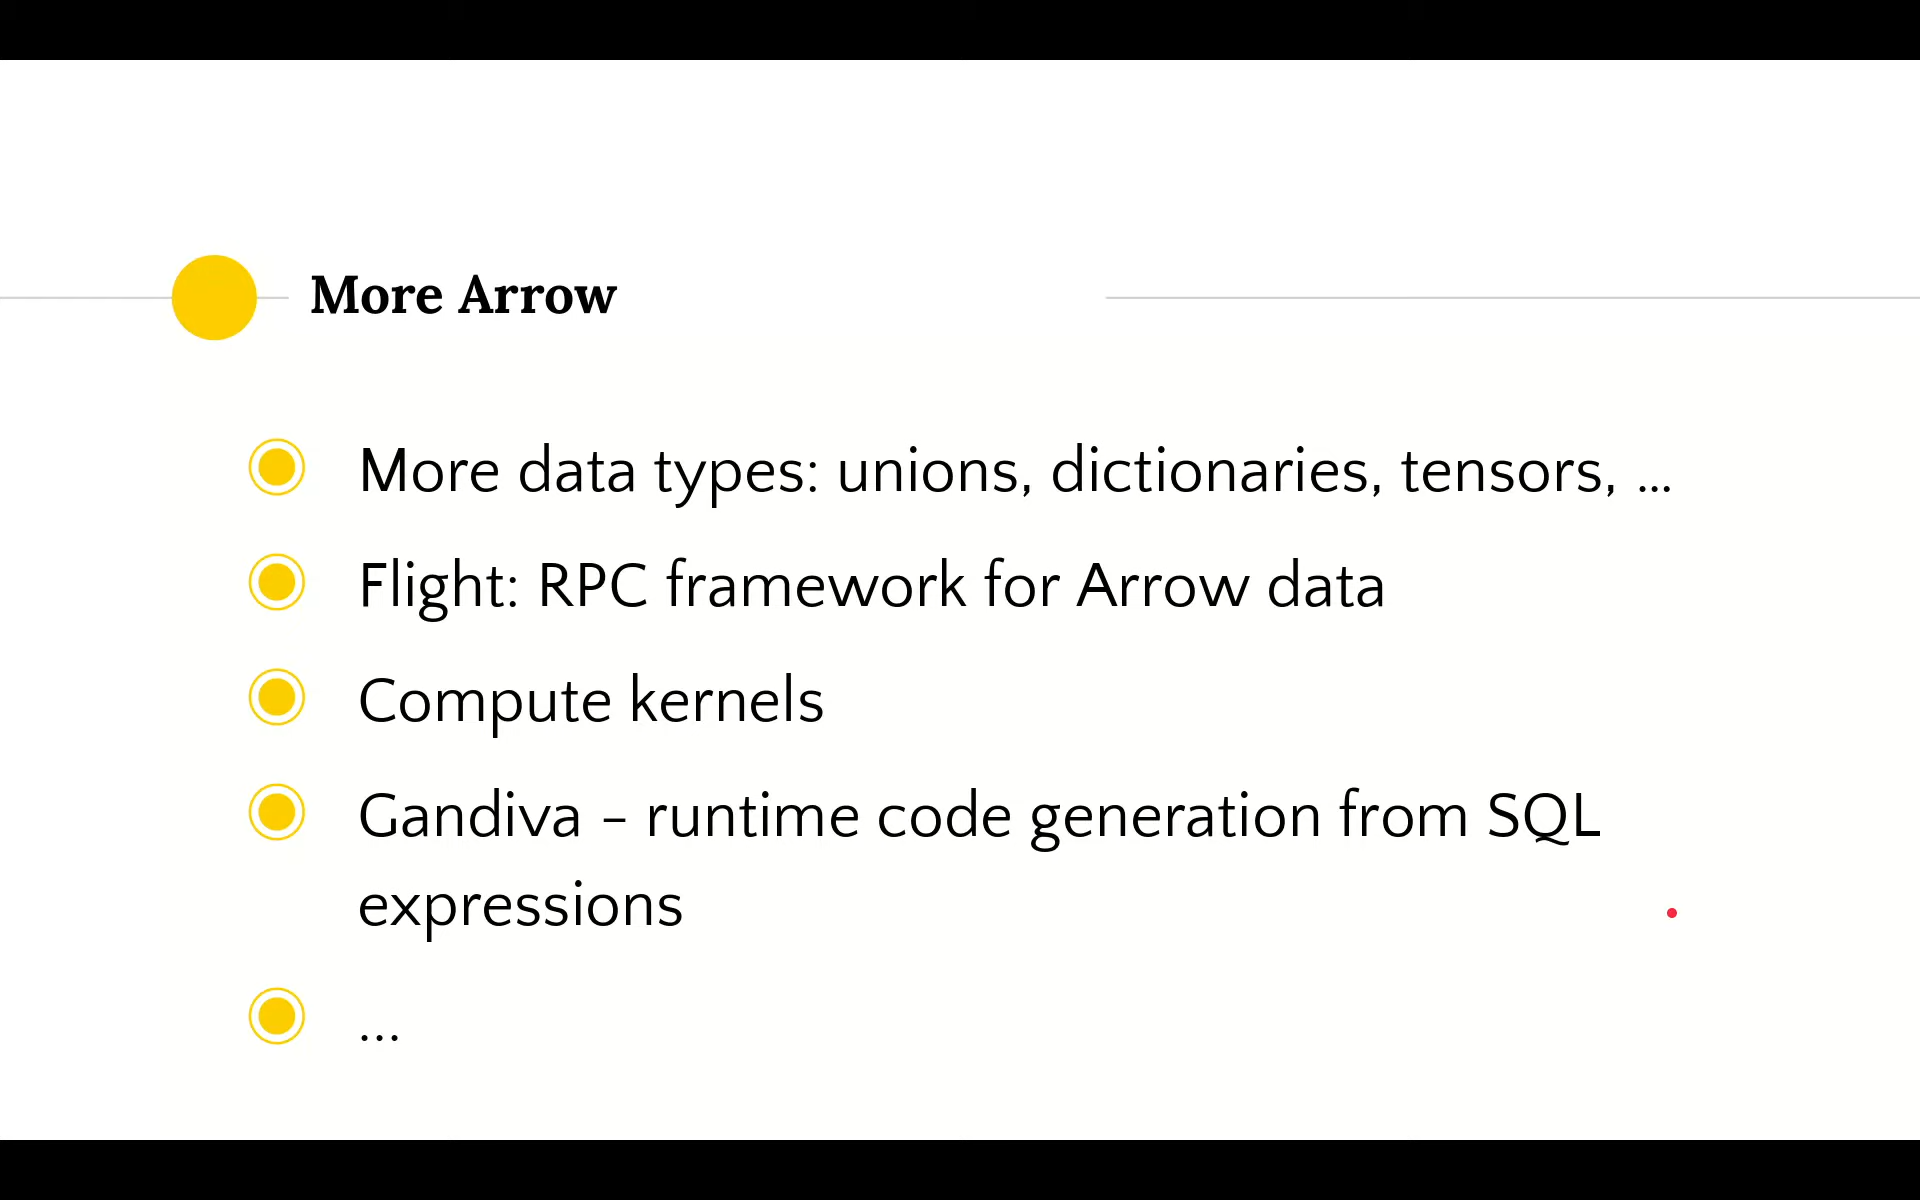 More Arrow
More data types: unions, dictionaries, tensors, ...
Flight: RPC framework for Arrow data
Compute kernels
Gandiva – runtime code generation from SQL
expressions
...